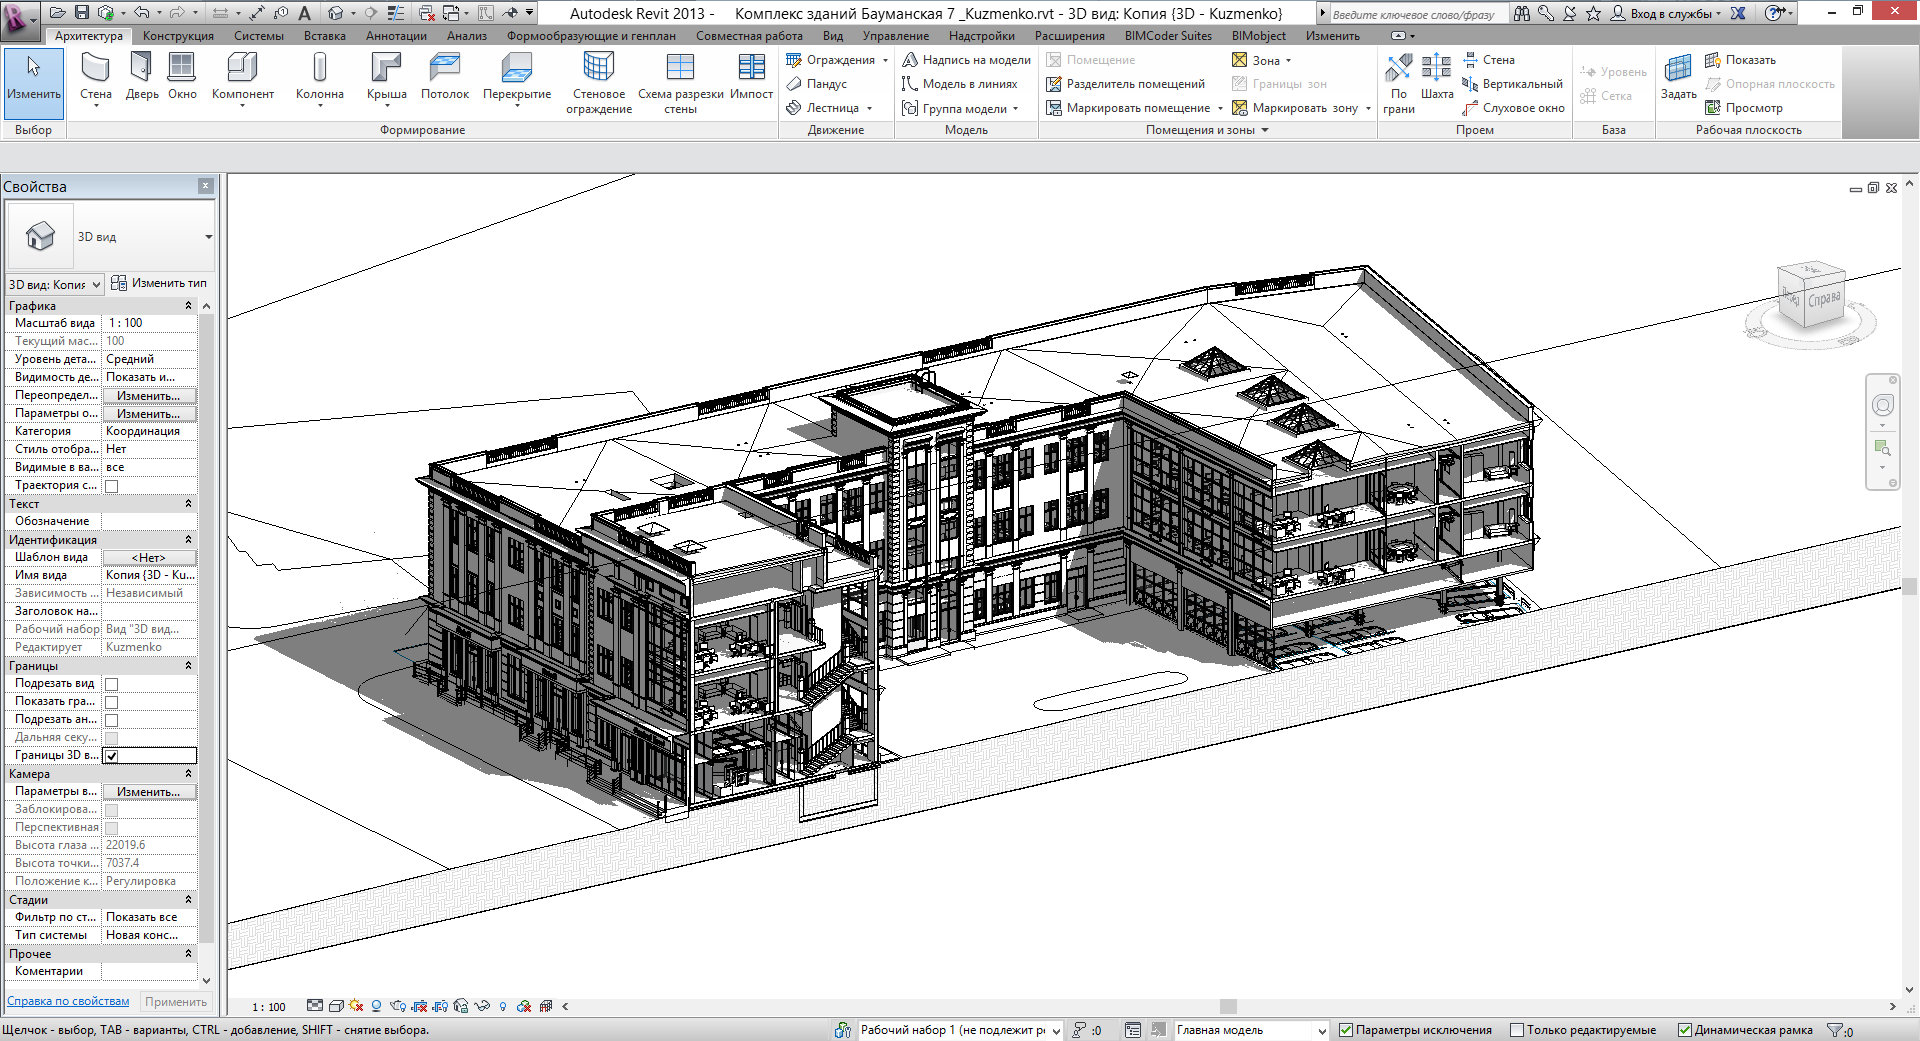 Autodesk Revit 2013 - Комплекс зданий Бауманская 7 _Kuzmenko.rvt - 3D вид: Копия {3D - Kuzmenko}
Введите ключевое слово/фразу
Вход в службы
Архитектура Конструкция Системы Вставка Аннотации Анализ Формообразующие и генплан Совместная работа Вид Управление Надстройки Расширения BIMCoder Suites BIMobject Изменить
Изменить
Стена Дверь Окно Компонент Колонна Крыша Потолок Перекрытие
Стеновое ограждение
Схема разрезки стены
Импост
Ограждения
Пандус
Лестница
Надпись на модели
Модель в линиях
Группа модели
Помещение
Разделитель помещений
Маркировать помещение
Зона
Границы зон
Маркировать зону
По грани
Шахта
Стена
Вертикальный
Слуховое окно
Уровень
Сетка
Задать
Показать
Опорная плоскость
Просмотр
Выбор Формирование Движение Модель Помещения и зоны Проем База Рабочая плоскость
Свойства
3D вид
3D вид: Копия Изменить тип
Графика
Масштаб вида 1 : 100
Текущий мас... 100
Уровень дета... Средний
Видимость де... Показать и...
Переопредел... Изменить...
Параметры о... Изменить...
Категория Координация
Стиль отобра... Нет
Видимые в ва... все
Траектория с...
Текст
Обозначение
Идентификация
Шаблон вида <Нет>
Имя вида Копия {3D - Ku...
Зависимость ... Независимый
Заголовок на...
Рабочий набор Вид "3D вид...
Редактирует Kuzmenko
Границы
Подрезать вид
Показать гра...
Подрезать ан...
Дальняя секу...
Границы 3D в...
Камера
Параметры в... Изменить...
Заблокирова...
Перспективная
Высота глаза ... 22019.6
Высота точки... 7037.4
Положение к... Регулировка
Стадии
Фильтр по ст... Показать все
Тип системы Новая конс...
Прочее
Коментарии
Справка по свойствам Применить
Справа
1 : 100
Щелчок - выбор, TAB - варианты, CTRL - добавление, SHIFT - снятие выбора.
Рабочий набор 1 (не подлежит р
:0
Главная модель
Параметры исключения
Только редактируемые
Динамическая рамка
:0